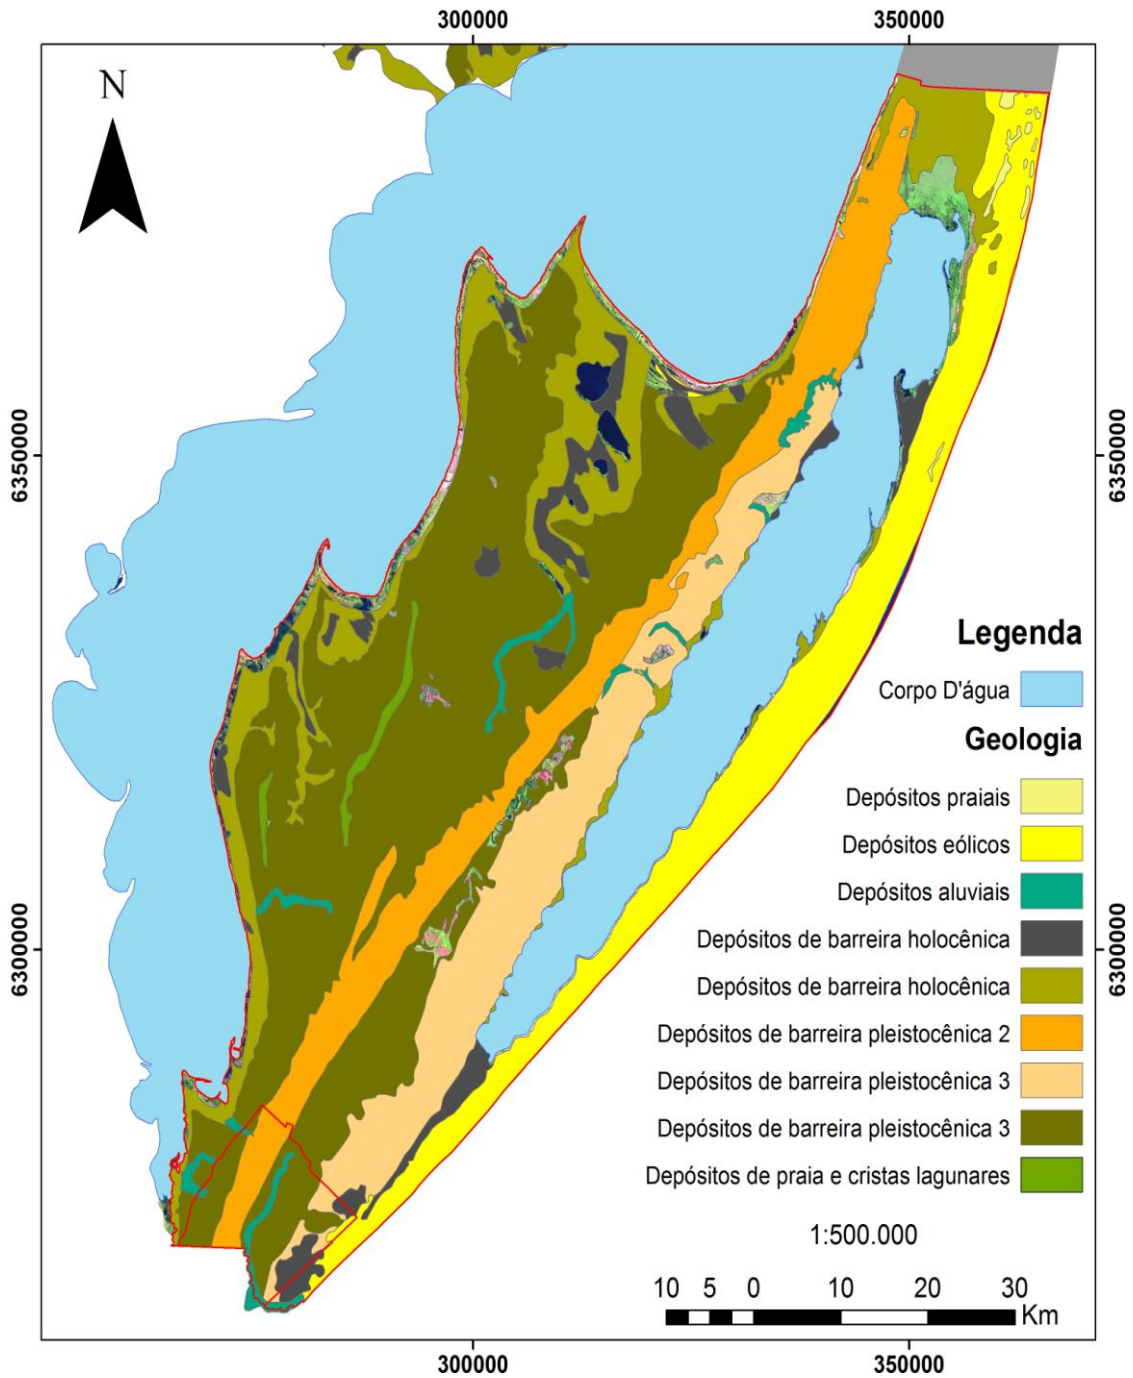 300000
350000
N
6350000
6350000
Legenda
Corpo D'água
Geologia
Depósitos praiais
Depósitos eólicos
Depósitos aluviais
Depósitos de barreira holocênica
Depósitos de barreira holocênica
Depósitos de barreira pleistocênica 2
Depósitos de barreira pleistocênica 3
Depósitos de barreira pleistocênica 3
Depósitos de praia e cristas lagunares
6300000
6300000
1:500.000
10 5 0 10 20 30
Km
300000
350000